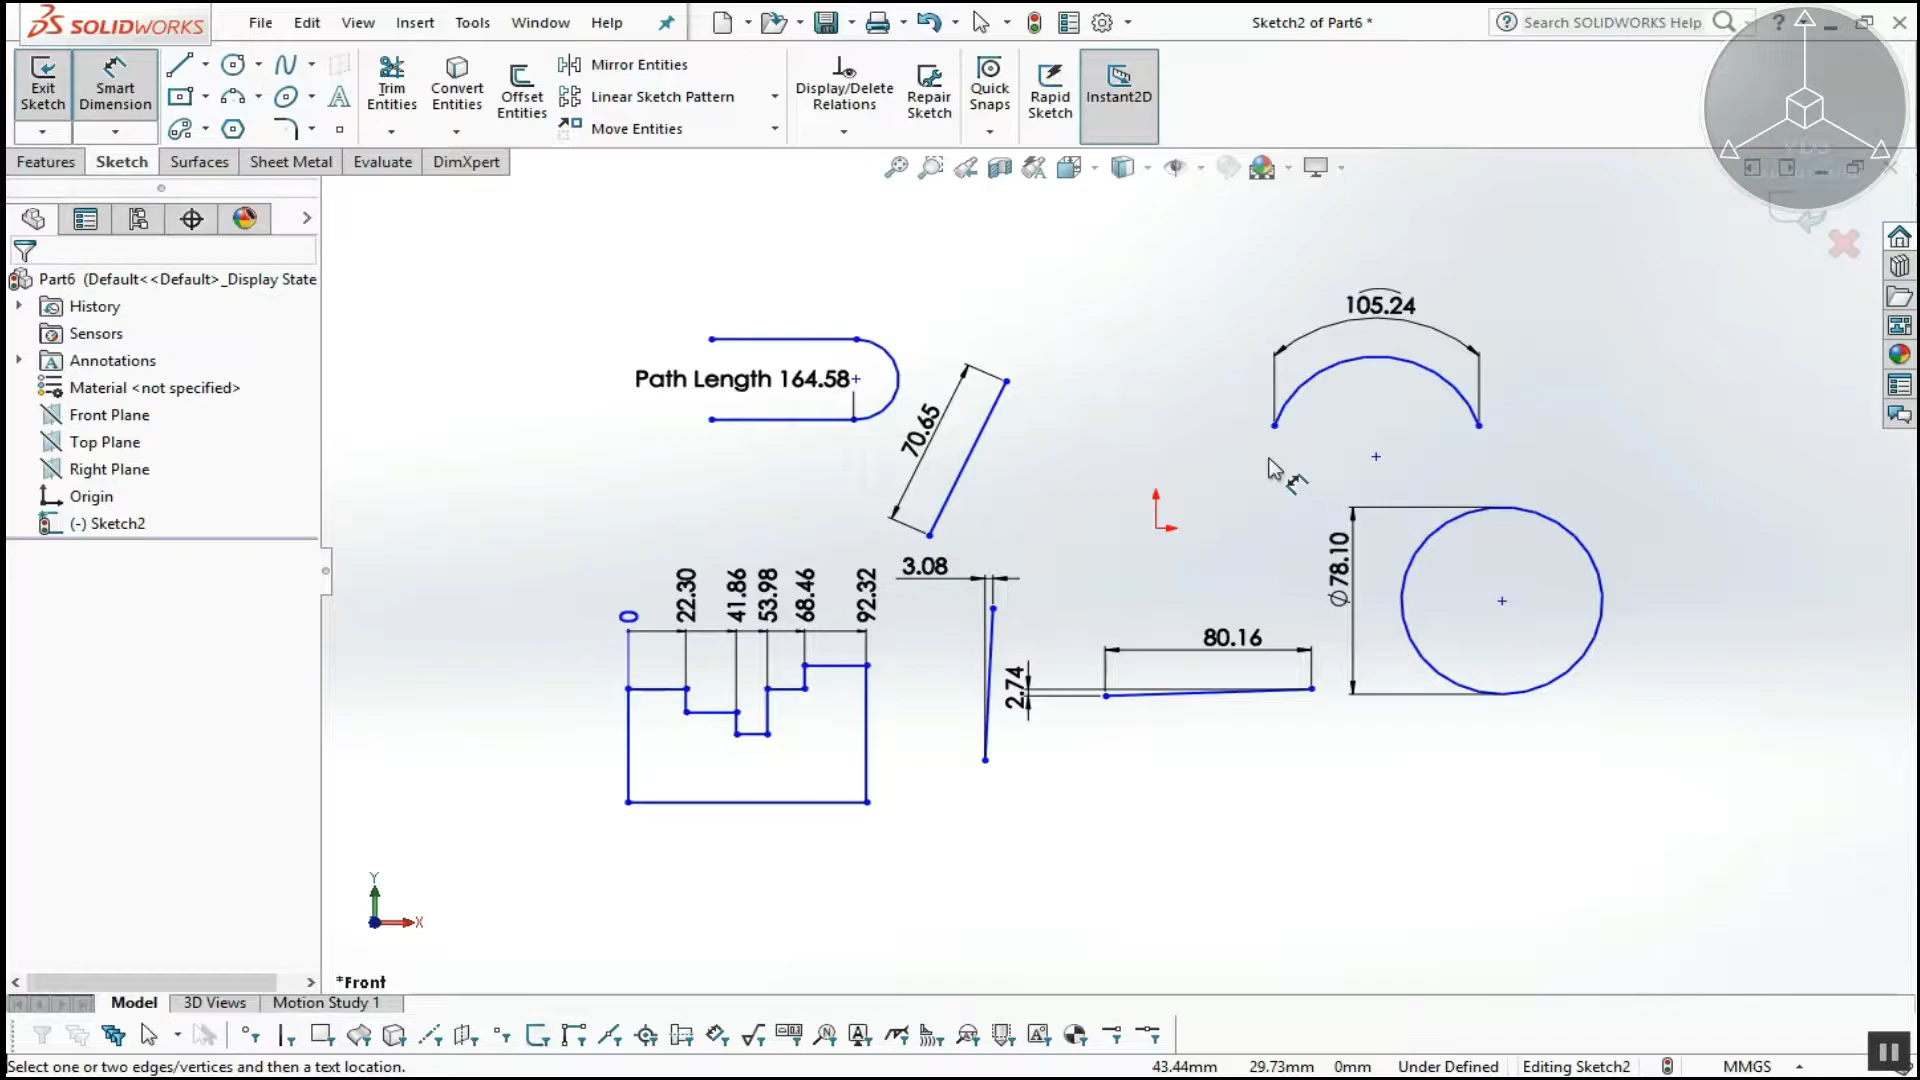 SOLIDWORKS
File
Edit
View
Insert
Tools
Window
Help
Sketch2 of Part6 *
Search SOLIDWORKS Help
?
Exit
Sketch
Smart
Dimension
Trim
Entities
Convert
Entities
Offset
Entities
Mirror Entities
Linear Sketch Pattern
Move Entities
Display/Delete
Relations
Repair
Sketch
Quick
Snaps
Rapid
Sketch
Instant2D
Features
Sketch
Surfaces
Sheet Metal
Evaluate
DimXpert
Part6 (Default<<Default>_Display State
History
Sensors
Annotations
Material <not specified>
Front Plane
Top Plane
Right Plane
Origin
(-) Sketch2
105.24
Path Length 164.58
70.65
3.08
0
22.30
41.86
53.98
68.46
92.32
Ø78.10
80.16
2.74
Y
X
*Front
Model
3D Views
Motion Study 1
Select one or two edges/vertices and then a text location.
43.44mm
29.73mm
0mm
Under Defined
Editing Sketch2
MMGS